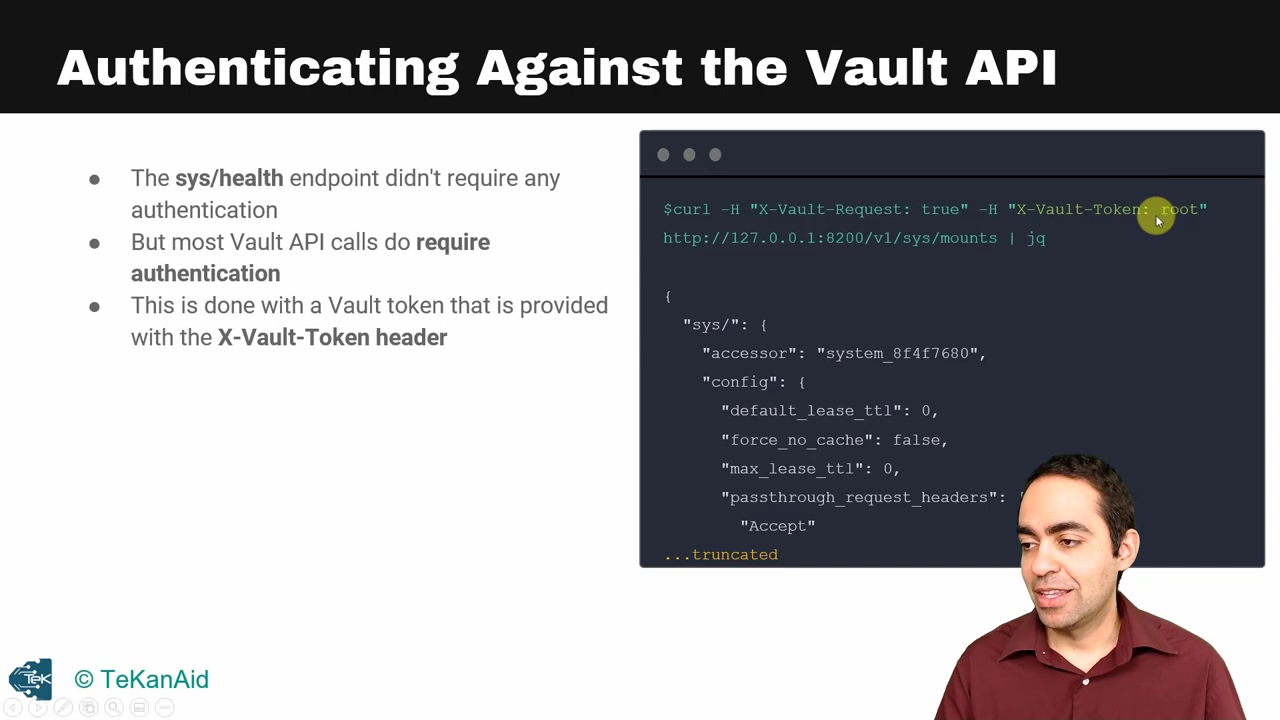 Authenticating Against the Vault API
● The sys/health endpoint didn't require any
authentication
● But most Vault API calls do require
authentication
● This is done with a Vault token that is provided
with the X-Vault-Token header
$curl -H "X-Vault-Request: true" -H "X-Vault-Token: root"
http://127.0.0.1:8200/v1/sys/mounts | jq
{
"sys/": {
"accessor": "system_8f4f7680",
"config": {
"default_lease_ttl": 0,
"force_no_cache": false,
"max_lease_ttl": 0,
"passthrough_request_headers":
"Accept"
...truncated
TeK
© TeKanAid